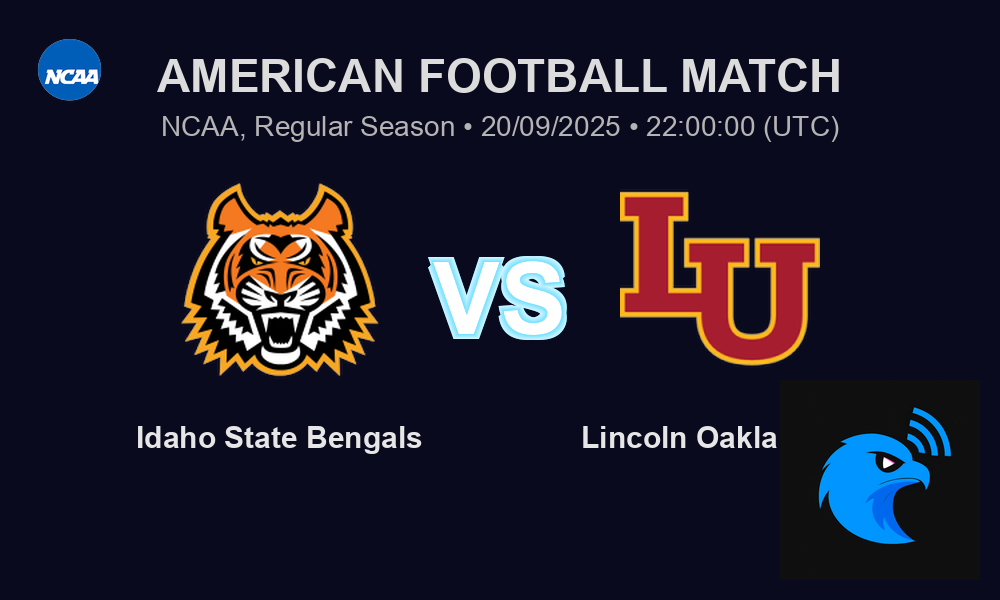 NCAA
AMERICAN FOOTBALL MATCH
NCAA, Regular Season • 20/09/2025 • 22:00:00 (UTC)
VS
LU
Idaho State Bengals
Lincoln